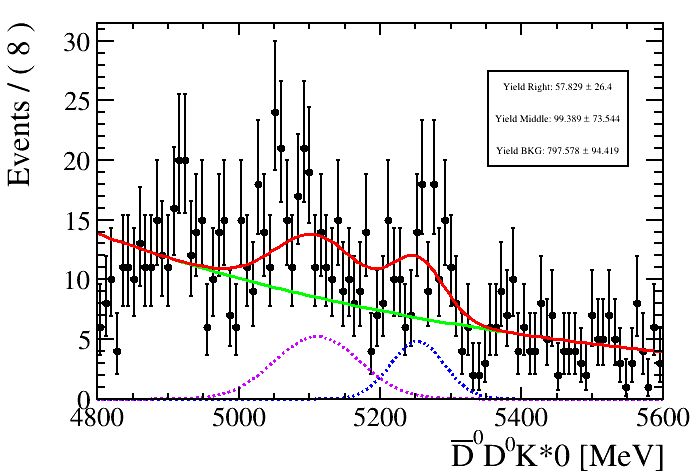 Events / ( 8 )
30
25
20
15
10
5
0
Yield Right: 57.829 ± 26.4
Yield Middle: 99.389 ± 73.544
Yield BKG: 797.578 ± 94.419
4800 5000 5200 5400 5600
D̅⁰D⁰K*0 [MeV]